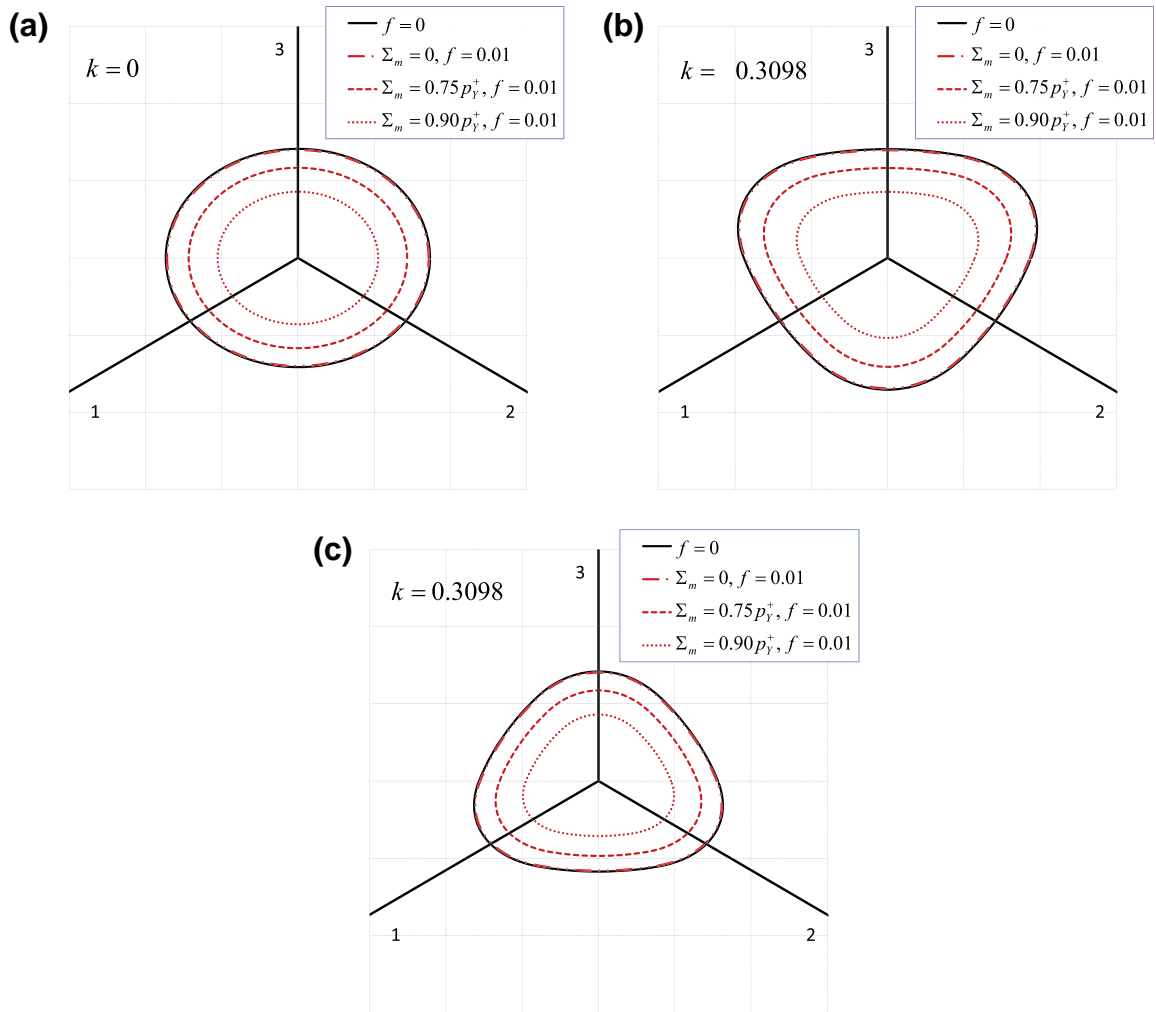 (a)
k = 0
3
1
2
f = 0
Σm = 0, f = 0.01
Σm = 0.75 pY+, f = 0.01
Σm = 0.90 pY+, f = 0.01
(b)
k = 0.3098
3
1
2
f = 0
Σm = 0, f = 0.01
Σm = 0.75 pY+, f = 0.01
Σm = 0.90 pY+, f = 0.01
(c)
k = 0.3098
3
1
2
f = 0
Σm = 0, f = 0.01
Σm = 0.75 pY+, f = 0.01
Σm = 0.90 pY+, f = 0.01